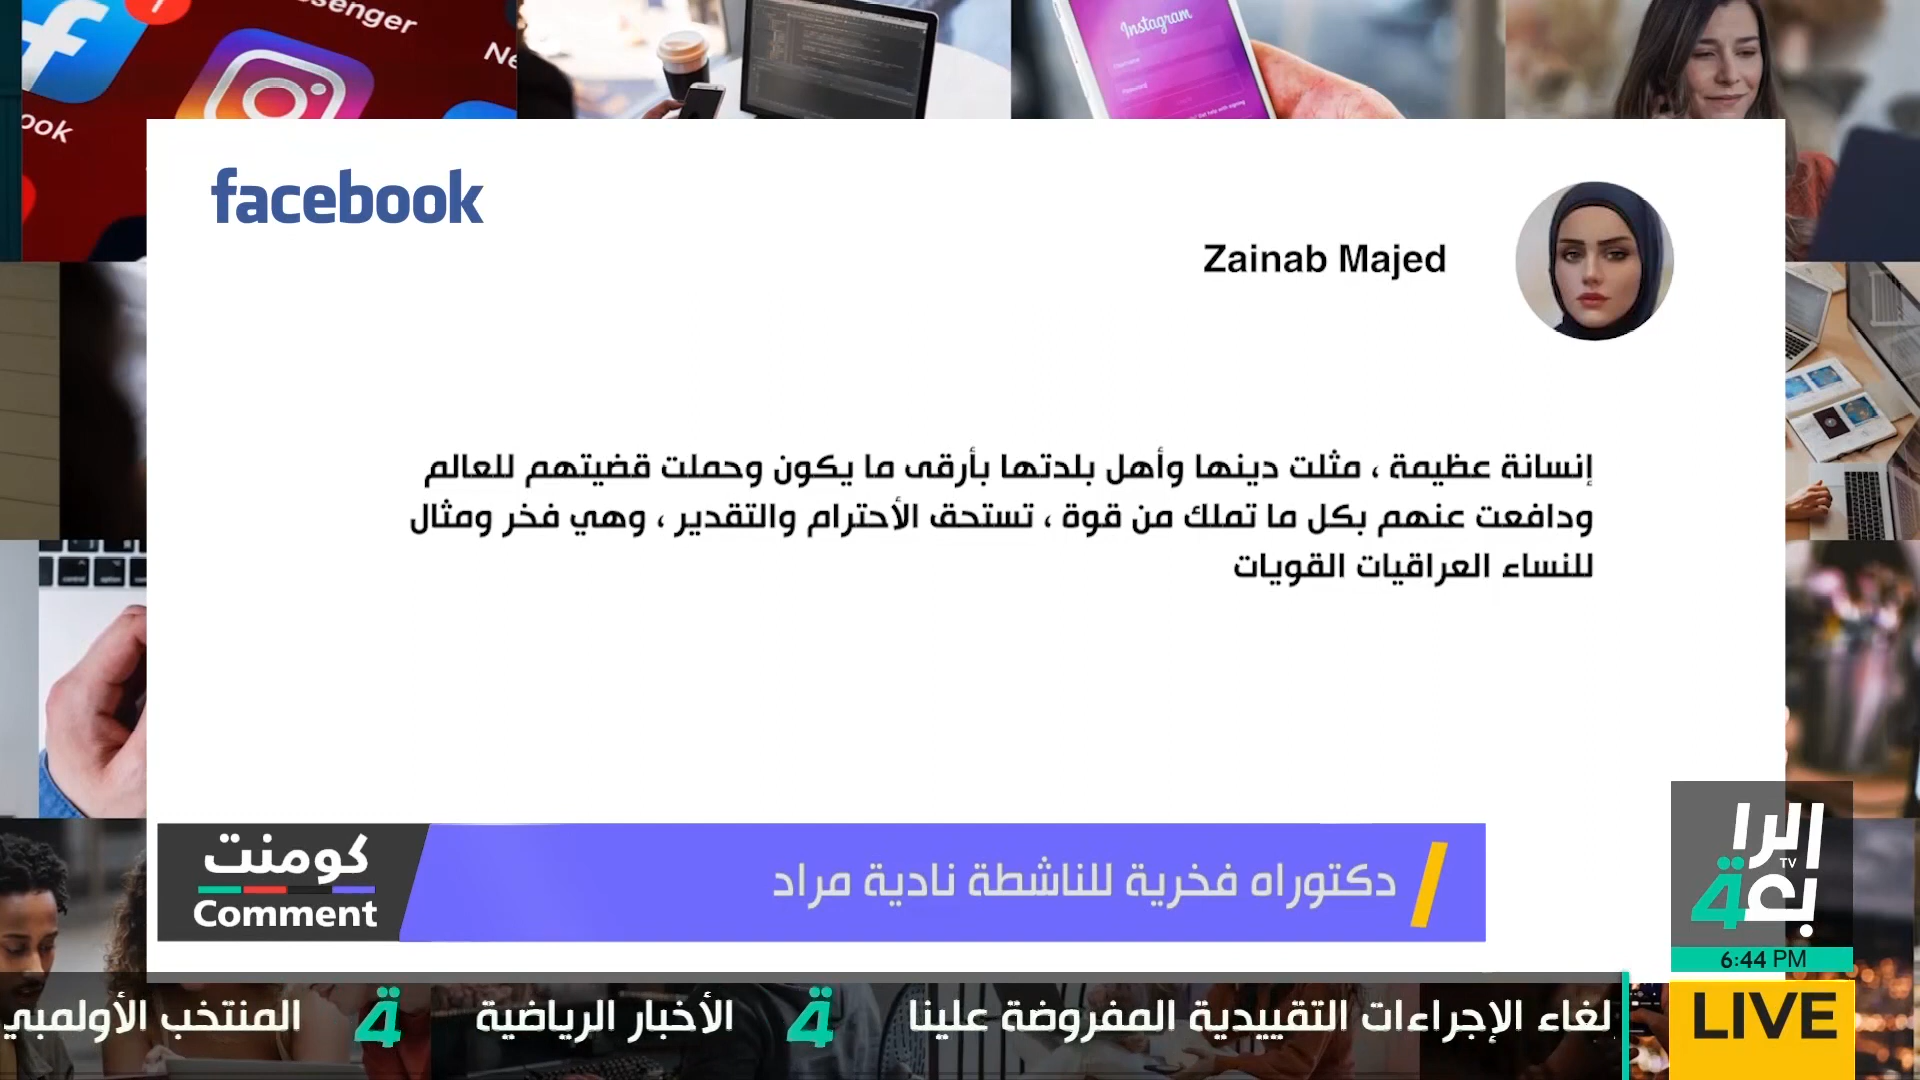 Messenger
Instagram
facebook
Zainab Majed
إنسانة عظيمة ، مثلت دينها وأهل بلدتها بأرقى ما يكون وحملت قضيتهم للعالم
ودافعت عنهم بكل ما تملك من قوة ، تستحق الأحترام والتقدير ، وهي فخر ومثال
للنساء العراقيات القويات
دكتوراه فخرية للناشطة نادية مراد
كومنت
Comment
الرابعة
TV
6:44 PM
LIVE
لغاء الإجراءات التقييدية المفروضة علينا
الأخبار الرياضية
المنتخب الأولمبي